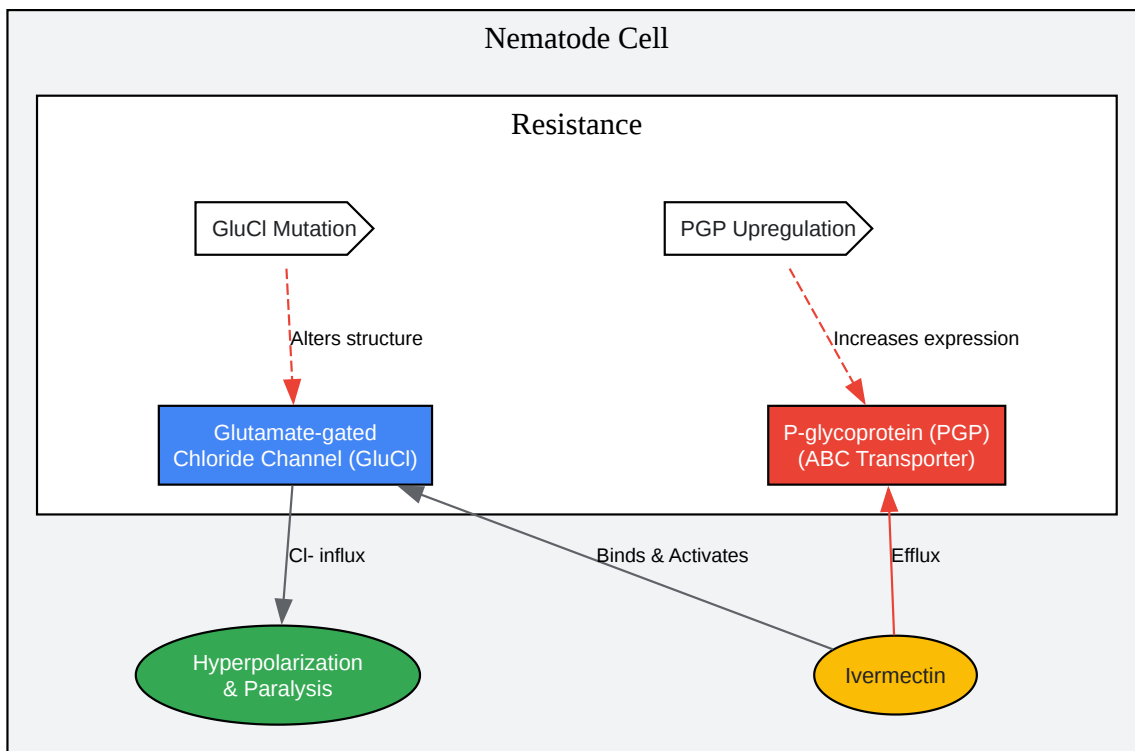 Nematode Cell
Resistance
GluCl Mutation
PGP Upregulation
Alters structure
Increases expression
Glutamate-gated
Chloride Channel (GluCl)
P-glycoprotein (PGP)
(ABC Transporter)
Cl- influx
Binds & Activates
Efflux
Hyperpolarization
& Paralysis
Ivermectin